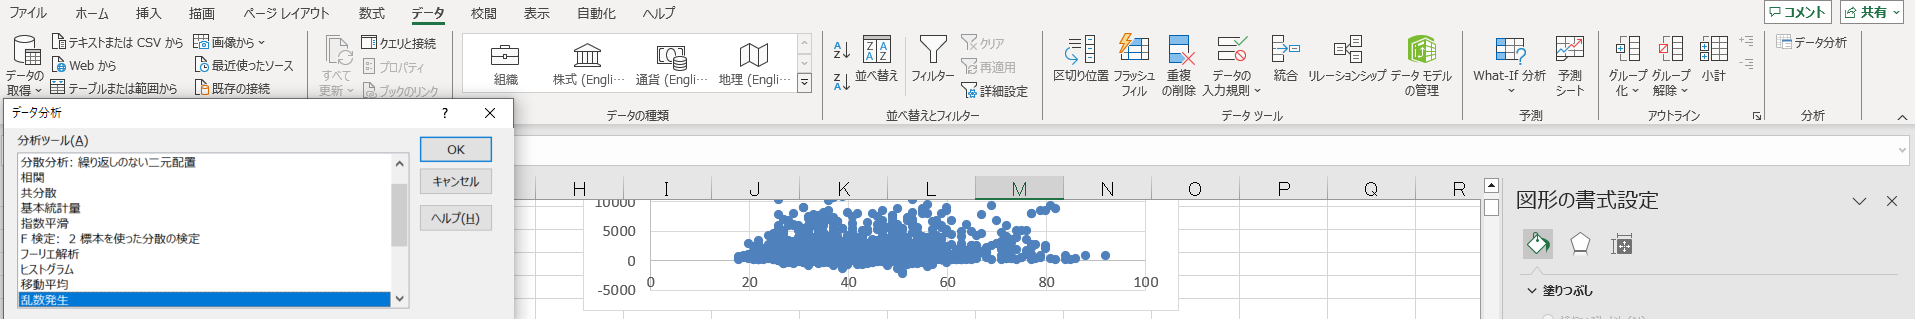 ファイル ホーム 挿入 描画 ページ レイアウト 数式 データ 校閲 表示 自動化 ヘルプ コメント 共有
データの取得
テキストまたは CSV から
Web から
テーブルまたは範囲から
画像から
最近使ったソース
既存の接続
すべて更新
クエリと接続
プロパティ
ブックのリンク
組織 株式 (Engli… 通貨 (Engli… 地理 (Engli…
データの種類
並べ替え
フィルター
クリア
再適用
詳細設定
並べ替えとフィルター
区切り位置
フラッシュ フィル
重複の削除
データの入力規則
統合
リレーションシップ
データ モデルの管理
データ ツール
What-If 分析
予測シート
予測
グループ化
グループ解除
小計
アウトライン
データ分析
分析
データ分析 ?
分析ツール(A)
分散分析: 繰り返しのない二元配置
相関
共分散
基本統計量
指数平滑
F 検定: 2 標本を使った分散の検定
フーリエ解析
ヒストグラム
移動平均
乱数発生
OK
キャンセル
ヘルプ(H)
H I J K L M N O P Q R
10000
5000
0
-5000
0 20 40 60 80 100
図形の書式設定
塗りつぶし